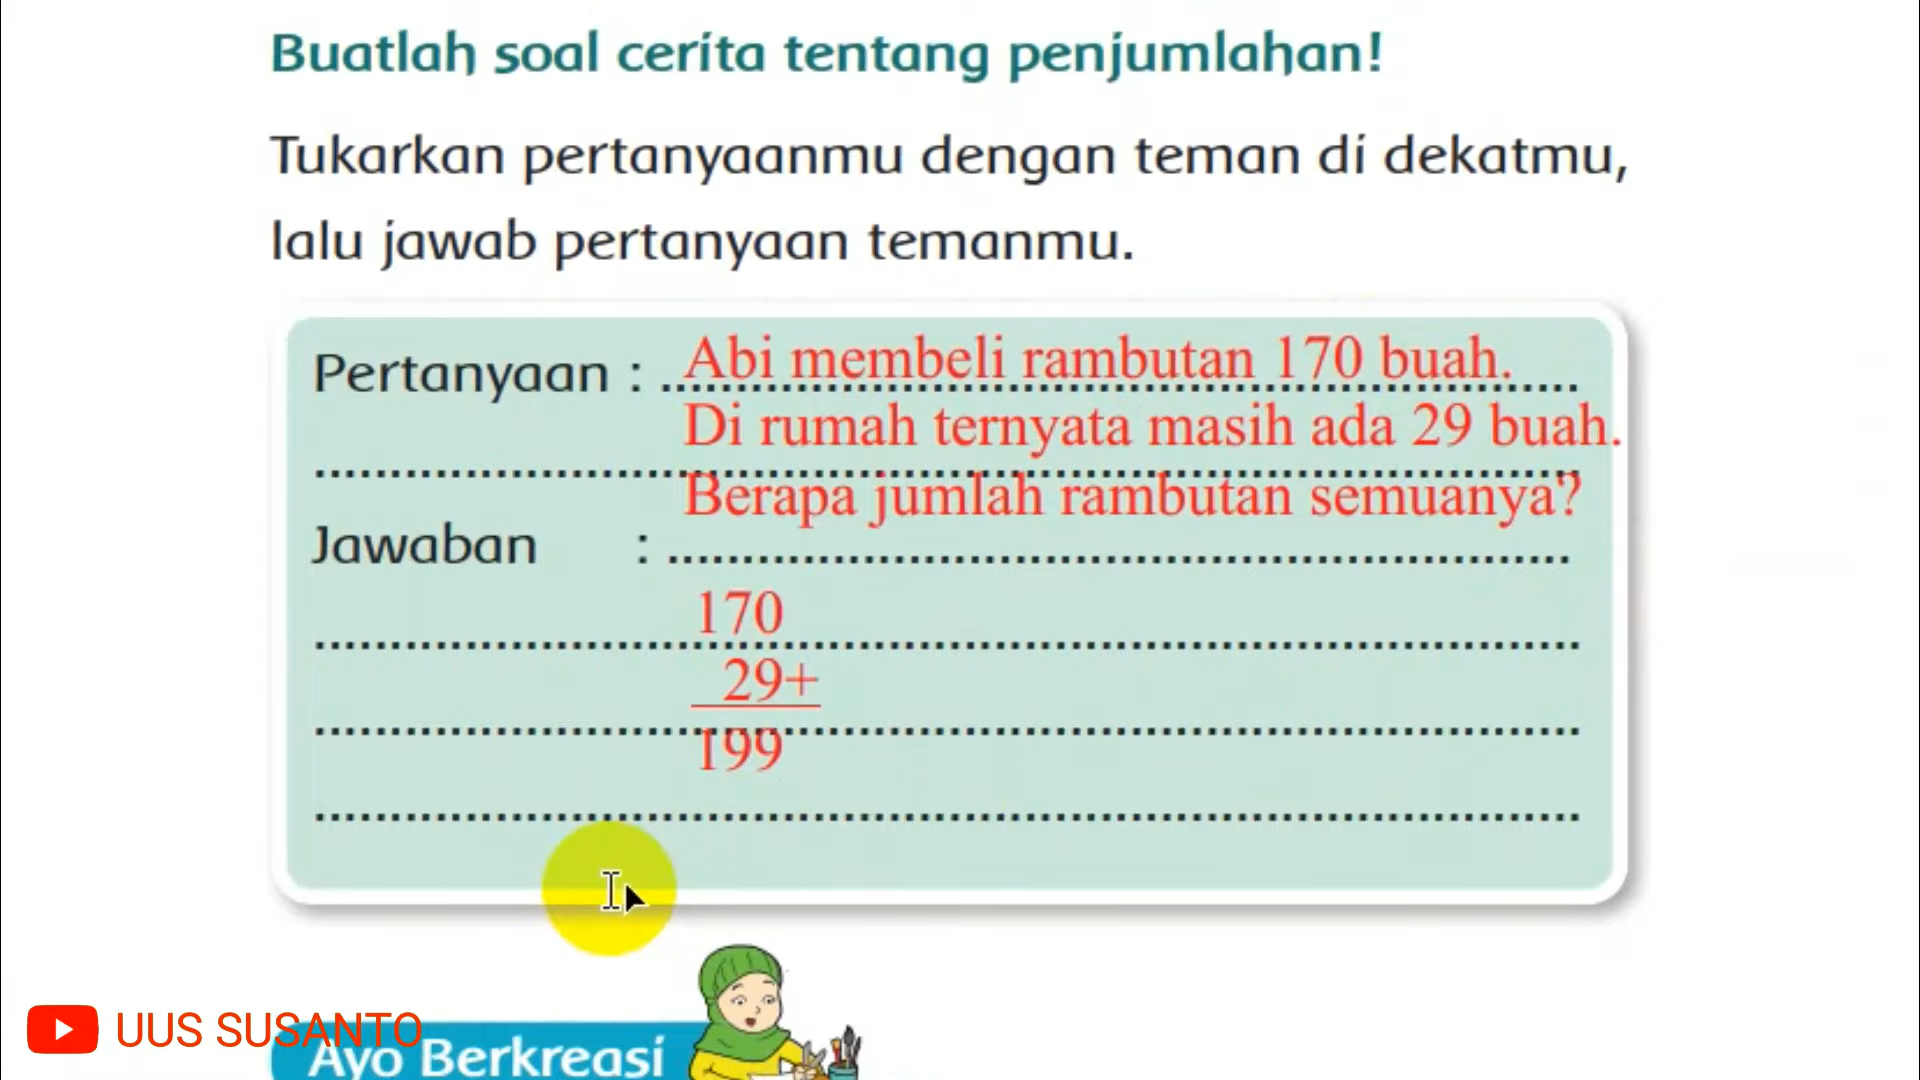 Buatlah soal cerita tentang penjumlahan!
Tukarkan pertanyaanmu dengan teman di dekatmu,
lalu jawab pertanyaan temanmu.
Pertanyaan : Abi membeli rambutan 170 buah.
Di rumah ternyata masih ada 29 buah.
Berapa jumlah rambutan semuanya?
Jawaban :
170
29+
199
UUS SUSANTO
Ayo Berkreasi